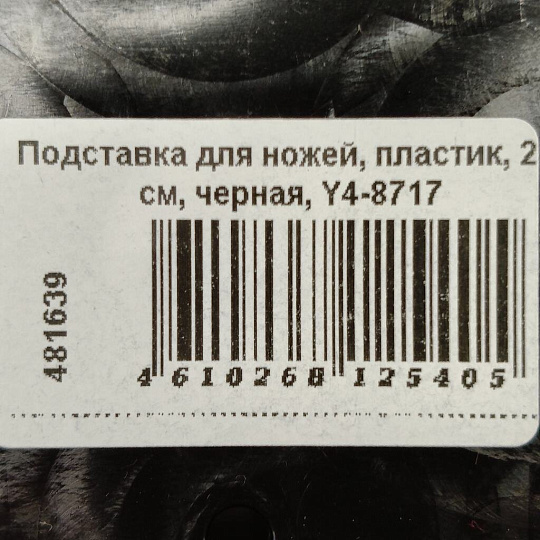 Подставка для ножей, пластик, 2
см, черная, Y4-8717
481639
4 610268 125405